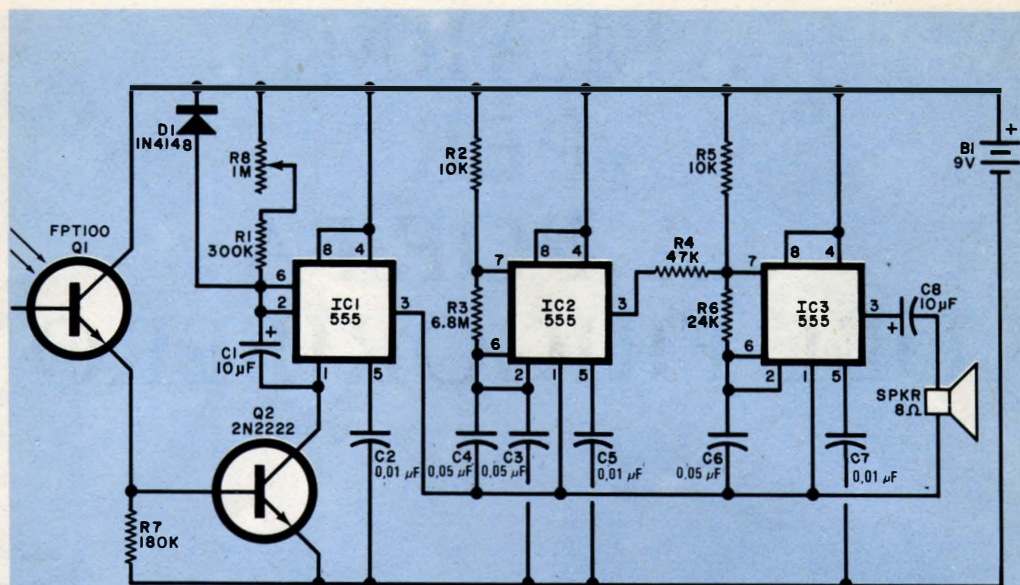 D1
1N4148
R8
1M
R2
10K
R5
10K
+
B1
9V
FPT100
Q1
R1
300K
8 4
6
2
IC1
555
3
+
C1
10µF
1 5
8 4
7
R3
6.8M
6
IC2
555
3
2 1 5
R4
47K
8 4
7
R6
24K
6
IC3
555
3
2 1 5
C8
10µF
+
SPKR
8Ω
Q2
2N2222
C2
0,01 µF
C4
0,05 µF
C3
0,05 µF
C5
0,01 µF
C6
0,05 µF
C7
0,01 µF
R7
180K